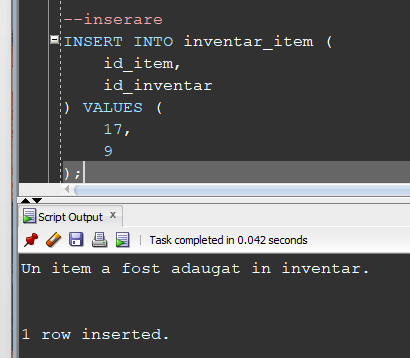 --inserare
INSERT INTO inventar_item (
id_item,
id_inventar
) VALUES (
17,
9
);
Script Output x
Task completed in 0.042 seconds
Un item a fost adaugat in inventar.
1 row inserted.